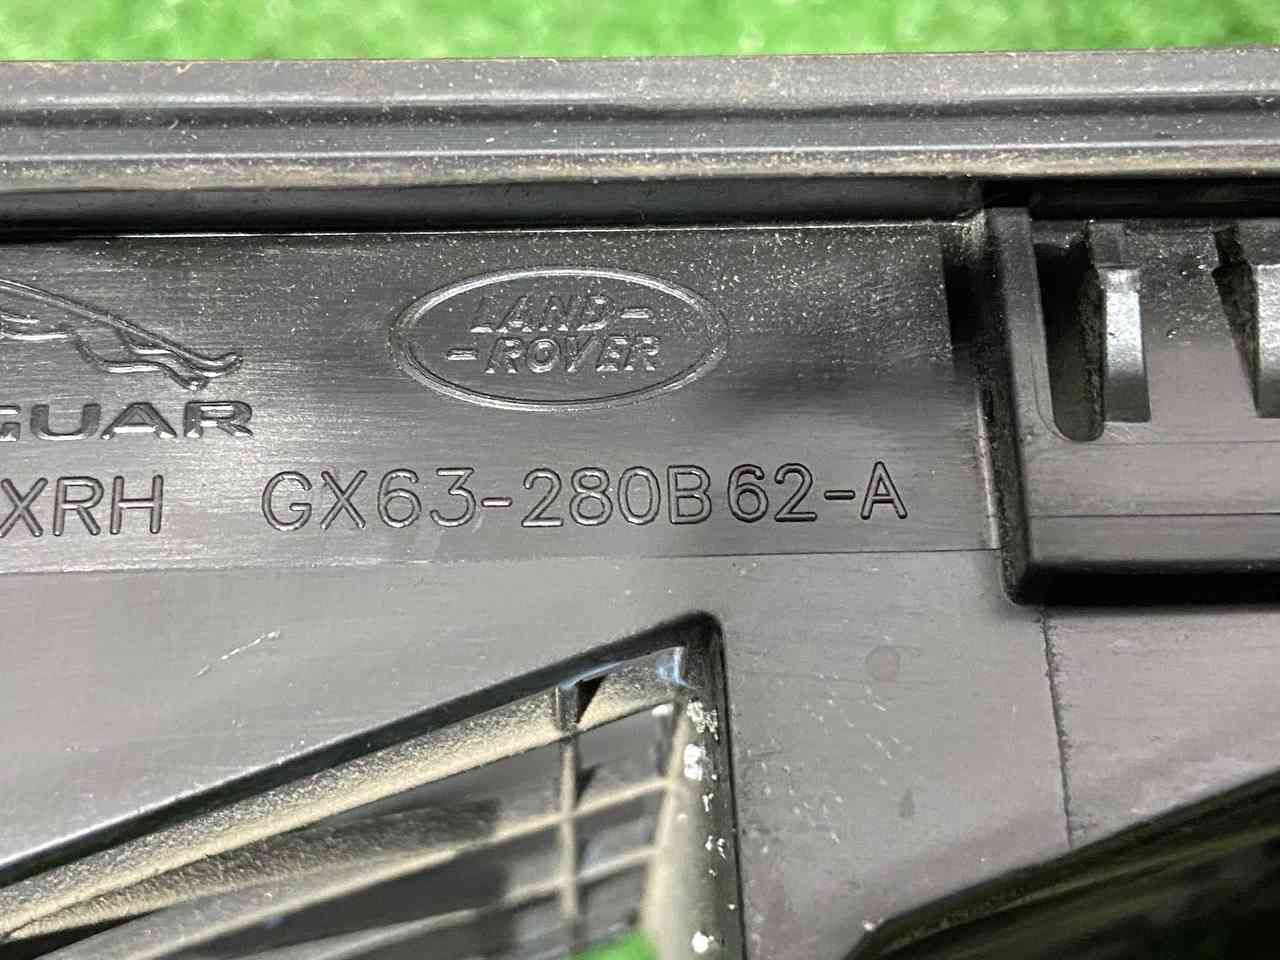 LAND-
-ROVER
GUAR
XRH GX63-280B62-A